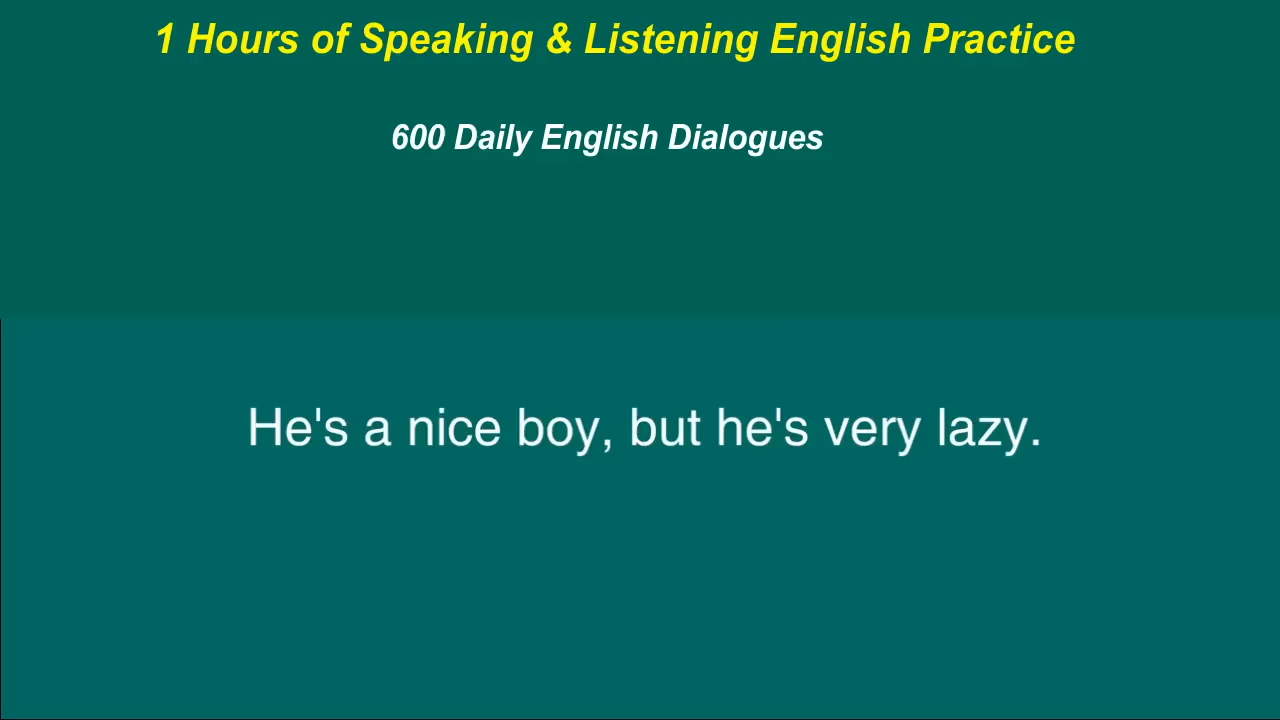 1 Hours of Speaking & Listening English Practice
600 Daily English Dialogues
He's a nice boy, but he's very lazy.